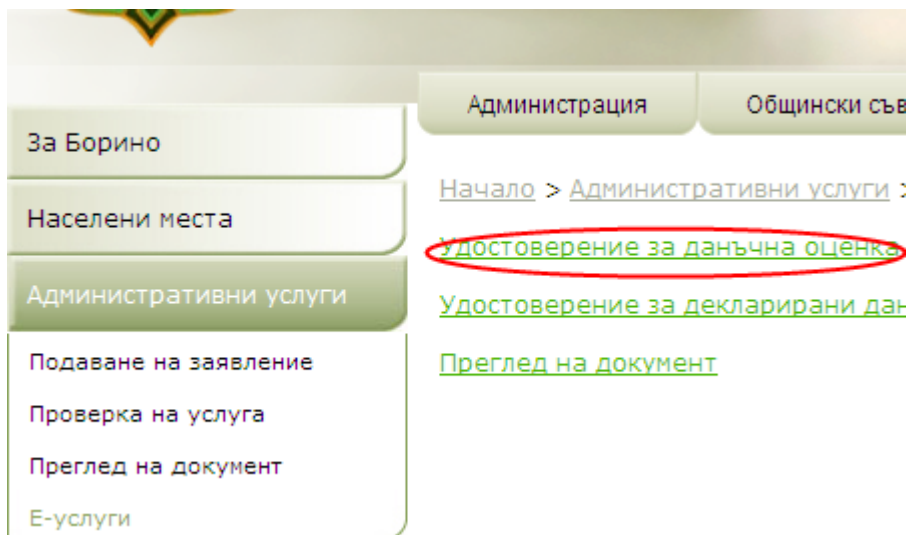 Администрация
Общински съв
За Борино
Населени места
Административни услуги
Подаване на заявление
Проверка на услуга
Преглед на документ
Е-услуги
Начало > Административни услуги >
Удостоверение за данъчна оценка
Удостоверение за декларирани дан
Преглед на документ